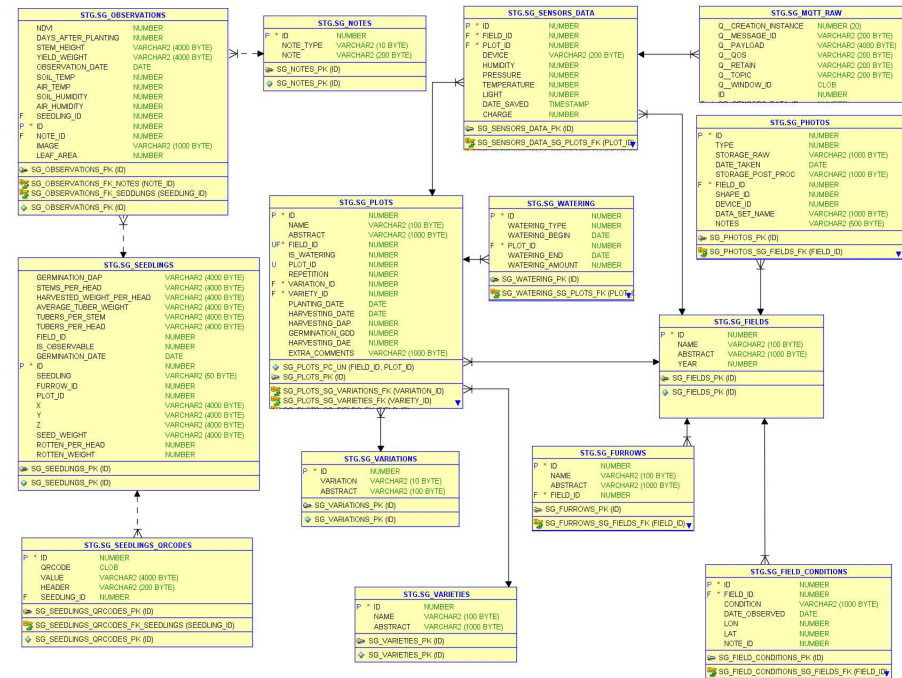 STG.SG_OBSERVATIONS
NDVI NUMBER
DAYS_AFTER_PLANTING NUMBER
STEM_HEIGHT VARCHAR2 (4000 BYTE)
YIELD_WEIGHT VARCHAR2 (4000 BYTE)
OBSERVATION_DATE DATE
SOIL_TEMP NUMBER
AIR_TEMP NUMBER
SOIL_HUMIDITY NUMBER
AIR_HUMIDITY NUMBER
F SEEDLING_ID NUMBER
P * ID NUMBER
F NOTE_ID NUMBER
IMAGE VARCHAR2 (1000 BYTE)
LEAF_AREA NUMBER
SG_OBSERVATIONS_PK (ID)
SG_OBSERVATIONS_FK_NOTES (NOTE_ID)
SG_OBSERVATIONS_FK_SEDDLINGS (SEEDLING_ID)
SG_OBSERVATIONS_PK (ID)
STG.SG_NOTES
P * ID NUMBER
NOTE_TYPE VARCHAR2 (10 BYTE)
NOTE VARCHAR2 (200 BYTE)
SG_NOTES_PK (ID)
SG_NOTES_PK (ID)
STG.SG_SENSORS_DATA
P * ID NUMBER
F * FIELD_ID NUMBER
F * PLOT_ID NUMBER
DEVICE VARCHAR2 (200 BYTE)
HUMIDITY NUMBER
PRESSURE NUMBER
TEMPERATURE NUMBER
LIGHT NUMBER
DATE_SAVED TIMESTAMP
CHARGE NUMBER
SG_SENSORS_DATA_PK (ID)
SG_SENSORS_DATA_SG_PLOTS_FK (PLOT_ID)
STG.SG_MQTT_RAW
Q__CREATION_INSTANCE NUMBER (20)
Q__MESSAGE_ID VARCHAR2 (200 BYTE)
Q__PAYLOAD VARCHAR2 (4000 BYTE)
Q__QOS VARCHAR2 (200 BYTE)
Q__RETAIN VARCHAR2 (200 BYTE)
Q__TOPIC VARCHAR2 (200 BYTE)
Q__WINDOW_ID CLOB
ID NUMBER
STG.SG_PHOTOS
P * ID NUMBER
TYPE NUMBER
STORAGE_RAW VARCHAR2 (1000 BYTE)
DATE_TAKEN DATE
STORAGE_POST_PROC VARCHAR2 (1000 BYTE)
F * FIELD_ID NUMBER
SHAPE_ID NUMBER
DEVICE_ID NUMBER
DATA_SET_NAME VARCHAR2 (1000 BYTE)
NOTES VARCHAR2 (500 BYTE)
SG_PHOTOS_PK (ID)
SG_PHOTOS_SG_FIELDS_FK (FIELD_ID)
STG.SG_PLOTS
P * ID NUMBER
NAME VARCHAR2 (100 BYTE)
ABSTRACT VARCHAR2 (1000 BYTE)
UF* FIELD_ID NUMBER
IS_WATERING NUMBER
U PLOT_ID NUMBER
REPETITION NUMBER
F * VARIATION_ID NUMBER
F * VARIETY_ID NUMBER
PLANTING_DATE DATE
HARVESTING_DATE DATE
HARVESTING_DAP NUMBER
GERMINATION_GDD NUMBER
HARVESTING_DAE NUMBER
EXTRA_COMMENTS VARCHAR2 (1000 BYTE)
SG_PLOTS_PC_UN (FIELD_ID, PLOT_ID)
SG_PLOTS_PK (ID)
SG_PLOTS_SG_VARIATIONS_FK (VARIATION_ID)
SG_PLOTS_SG_VARIETIES_FK (VARIETY_ID)
STG.SG_WATERING
P * ID NUMBER
WATERING_TYPE NUMBER
WATERING_BEGIN DATE
F * PLOT_ID NUMBER
WATERING_END DATE
WATERING_AMOUNT NUMBER
SG_WATERING_PK (ID)
SG_WATERING_SG_PLOTS_FK (PLOT_
STG.SG_SEEDLINGS
GERMINATION_DAP VARCHAR2 (4000 BYTE)
STEMS_PER_HEAD VARCHAR2 (4000 BYTE)
HARVESTED_WEIGHT_PER_HEAD VARCHAR2 (4000 BYTE)
AVERAGE_TUBER_WEIGHT VARCHAR2 (4000 BYTE)
TUBERS_PER_STEM VARCHAR2 (4000 BYTE)
TUBERS_PER_HEAD VARCHAR2 (4000 BYTE)
FIELD_ID NUMBER
IS_OBSERVABLE NUMBER
GERMINATION_DATE DATE
P * ID NUMBER
SEEDLING VARCHAR2 (50 BYTE)
FURROW_ID NUMBER
PLOT_ID NUMBER
X VARCHAR2 (4000 BYTE)
Y VARCHAR2 (4000 BYTE)
Z VARCHAR2 (4000 BYTE)
SEED_WEIGHT VARCHAR2 (4000 BYTE)
ROTTEN_PER_HEAD NUMBER
ROTTEN_WEIGHT NUMBER
SG_SEEDLINGS_PK (ID)
SG_SEEDLINGS_PK (ID)
STG.SG_FIELDS
P * ID NUMBER
NAME VARCHAR2 (100 BYTE)
ABSTRACT VARCHAR2 (1000 BYTE)
YEAR NUMBER
SG_FIELDS_PK (ID)
SG_FIELDS_PK (ID)
STG.SG_VARIATIONS
P * ID NUMBER
VARIATION VARCHAR2 (10 BYTE)
ABSTRACT VARCHAR2 (100 BYTE)
SG_VARIATIONS_PK (ID)
SG_VARIATIONS_PK (ID)
STG.SG_FURROWS
P * ID NUMBER
NAME VARCHAR2 (100 BYTE)
ABSTRACT VARCHAR2 (1000 BYTE)
F * FIELD_ID NUMBER
SG_FURROWS_PK (ID)
SG_FURROWS_SG_FIELDS_FK (FIELD_ID)
STG.SG_SEEDLINGS_QRCODES
P * ID NUMBER
QRCODE CLOB
VALUE VARCHAR2 (4000 BYTE)
HEADER VARCHAR2 (200 BYTE)
F SEEDLING_ID NUMBER
SG_SEEDLINGS_QRCODES_PK (ID)
SG_SEEDLINGS_QRCODES_FK_SEEDLINGS (SEEDLING_ID)
SG_SEEDLINGS_QRCODES_PK (ID)
STG.SG_VARIETIES
P * ID NUMBER
NAME VARCHAR2 (100 BYTE)
ABSTRACT VARCHAR2 (1000 BYTE)
SG_VARIETIES_PK (ID)
SG_VARIETIES_PK (ID)
STG.SG_FIELD_CONDITIONS
P * ID NUMBER
F * FIELD_ID NUMBER
CONDITION VARCHAR2 (1000 BYTE)
DATE_OBSERVED DATE
LON NUMBER
LAT NUMBER
NOTE_ID NUMBER
SG_FIELD_CONDITIONS_PK (ID)
SG_FIELD_CONDITIONS_SG_FIELDS_FK (FIELD_ID)